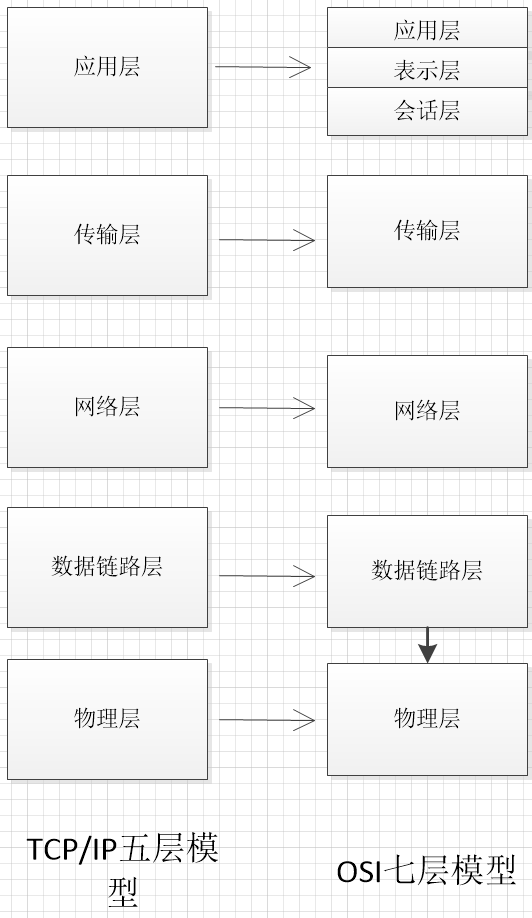 应用层
应用层
表示层
会话层
传输层
传输层
网络层
网络层
数据链路层
数据链路层
物理层
物理层
TCP/IP五层模
型
OSI七层模型